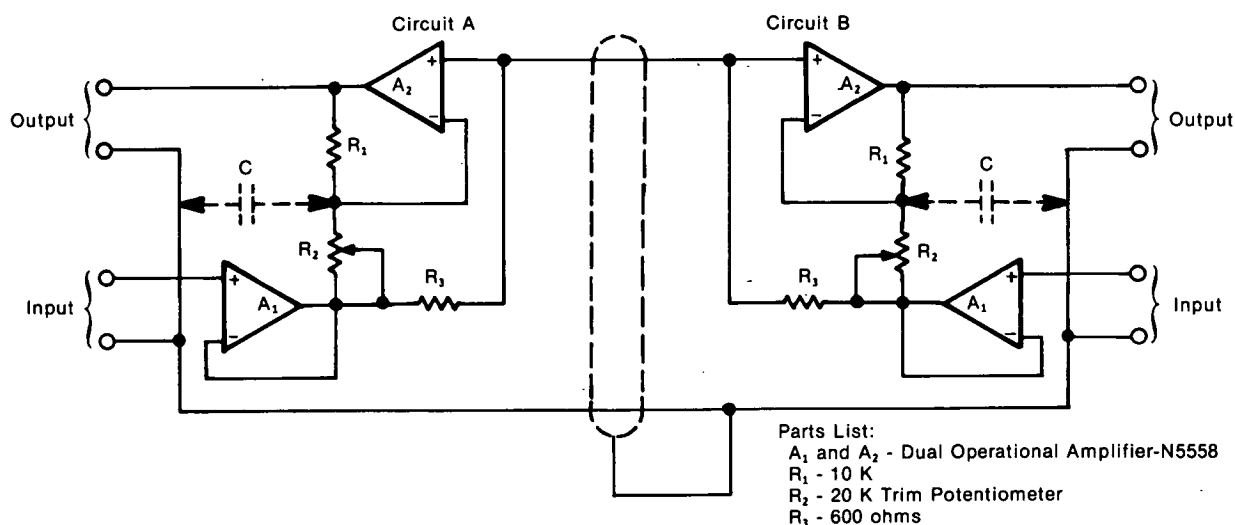 Circuit A
Circuit B
+
A₂
−
+
.A₂
−
Output
Output
R₁
R₁
C
C
R₂
R₂
R₃
R₃
Input
+
A₁
−
+
A₁
−
Input
Parts List:
A₁ and A₂ - Dual Operational Amplifier-N5558
R₁ - 10 K
R₂ - 20 K Trim Potentiometer
R₃ - 600 ohms